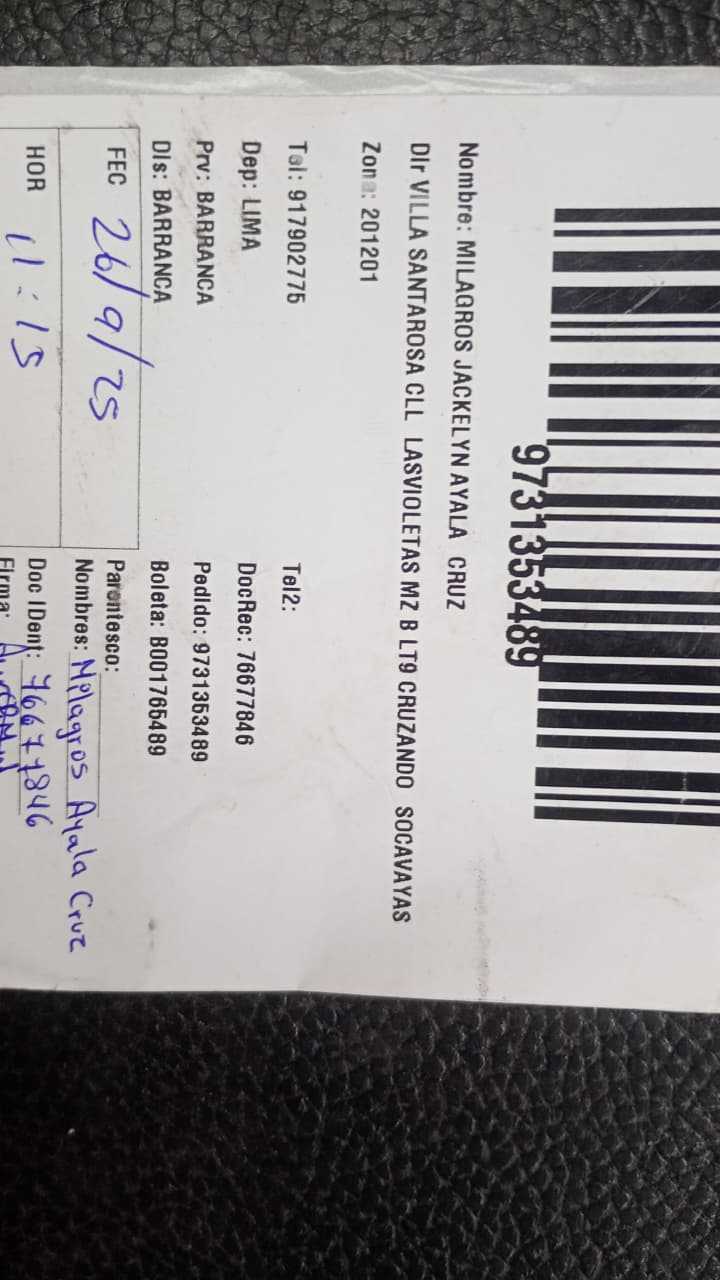 9731353489
Nombre: MILAGROS JACKELYN AYALA CRUZ
DIr VILLA SANTAROSA CLL LASVIOLETAS MZ B LT9 CRUZANDO SOCAVAYAS
Zona: 201201
Tel: 917902775 Tel2:
Dep: LIMA DocRec: 76677846
Prv: BARRANCA Pedido: 9731353489
DIs: BARRANCA Boleta: B001765489
FEC 26/9/25 Parentesco:
Nombres: Milagros Ayala Cruz
HOR 11:15 Doc IDent: 76677846
Firma: